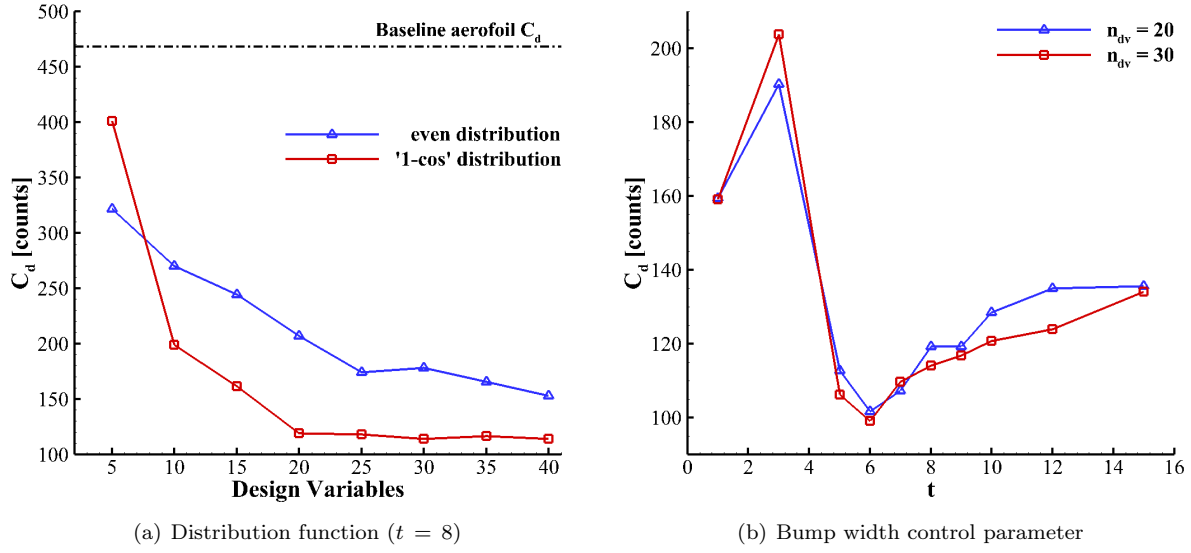 500
450
400
350
300
250
200
150
100
C_d [counts]
Baseline aerofoil C_d
even distribution
'1-cos' distribution
5 10 15 20 25 30 35 40
Design Variables
(a) Distribution function (t = 8)
200
180
160
140
120
100
C_d [counts]
n_dv = 20
n_dv = 30
0 2 4 6 8 10 12 14 16
t
(b) Bump width control parameter